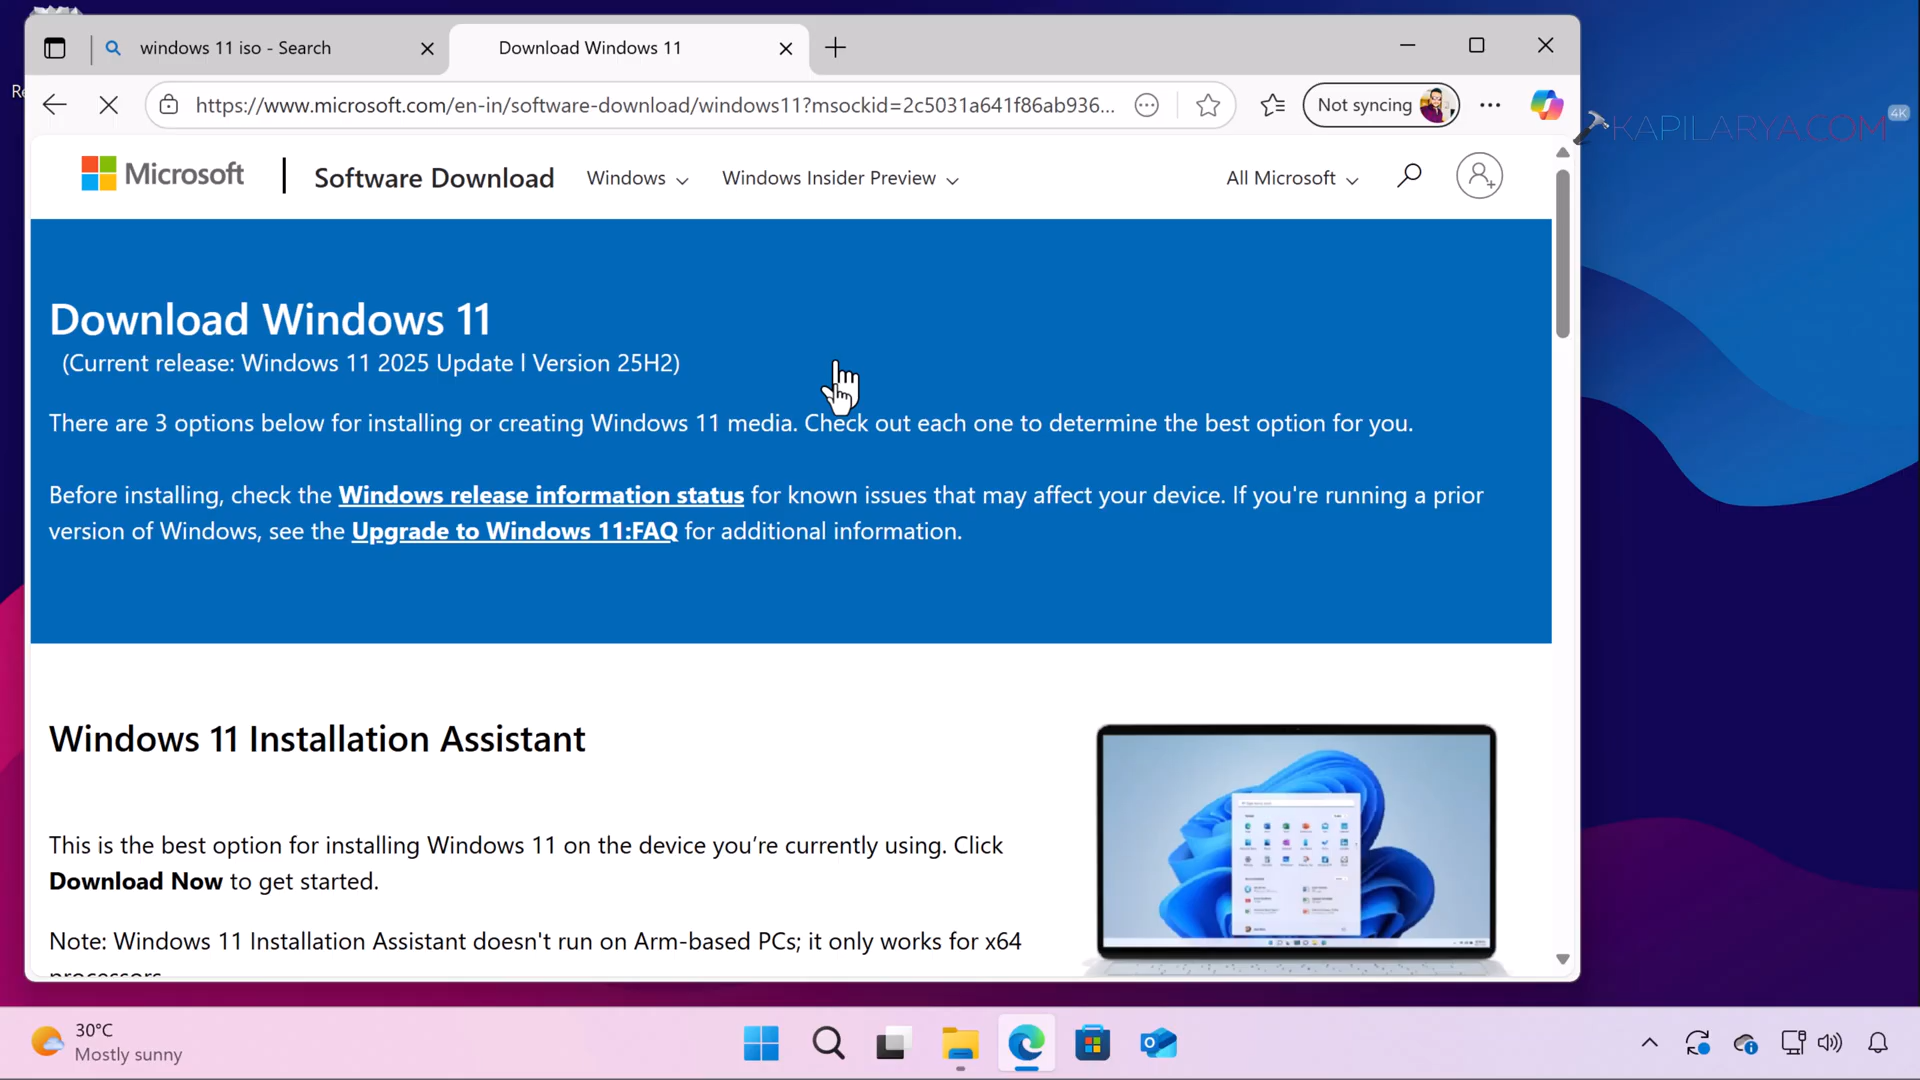 windows 11 iso - Search
Download Windows 11
https://www.microsoft.com/en-in/software-download/windows11?msockid=2c5031a641f86ab936...
Not syncing
4K
KAPILARYA.COM
Microsoft
Software Download
Windows
Windows Insider Preview
All Microsoft
Download Windows 11
(Current release: Windows 11 2025 Update l Version 25H2)
There are 3 options below for installing or creating Windows 11 media. Check out each one to determine the best option for you.
Before installing, check the Windows release information status for known issues that may affect your device. If you're running a prior
version of Windows, see the Upgrade to Windows 11:FAQ for additional information.
Windows 11 Installation Assistant
This is the best option for installing Windows 11 on the device you’re currently using. Click
Download Now to get started.
Note: Windows 11 Installation Assistant doesn't run on Arm-based PCs; it only works for x64
processors
30°C
Mostly sunny